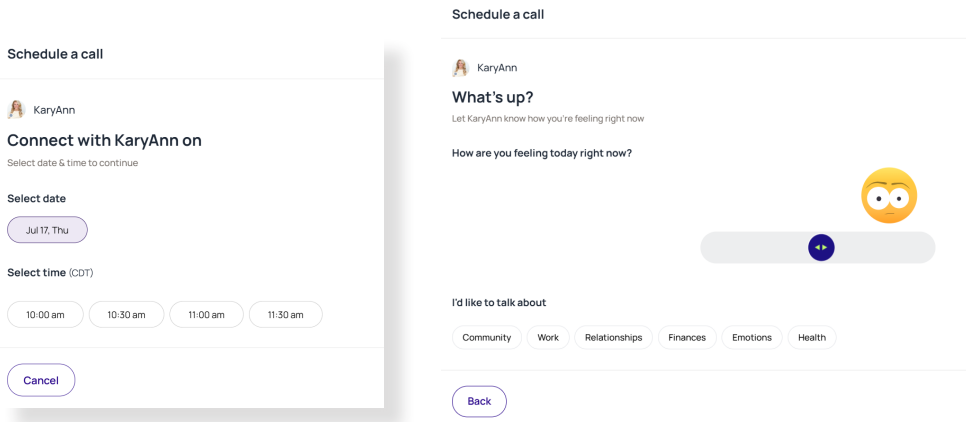 Schedule a call
KaryAnn
Connect with KaryAnn on
Select date & time to continue
Select date
Jul 17, Thu
Select time (CDT)
10:00 am
10:30 am
11:00 am
11:30 am
Cancel
Schedule a call
KaryAnn
What's up?
Let KaryAnn know how you're feeling right now
How are you feeling today right now?
I'd like to talk about
Community
Work
Relationships
Finances
Emotions
Health
Back